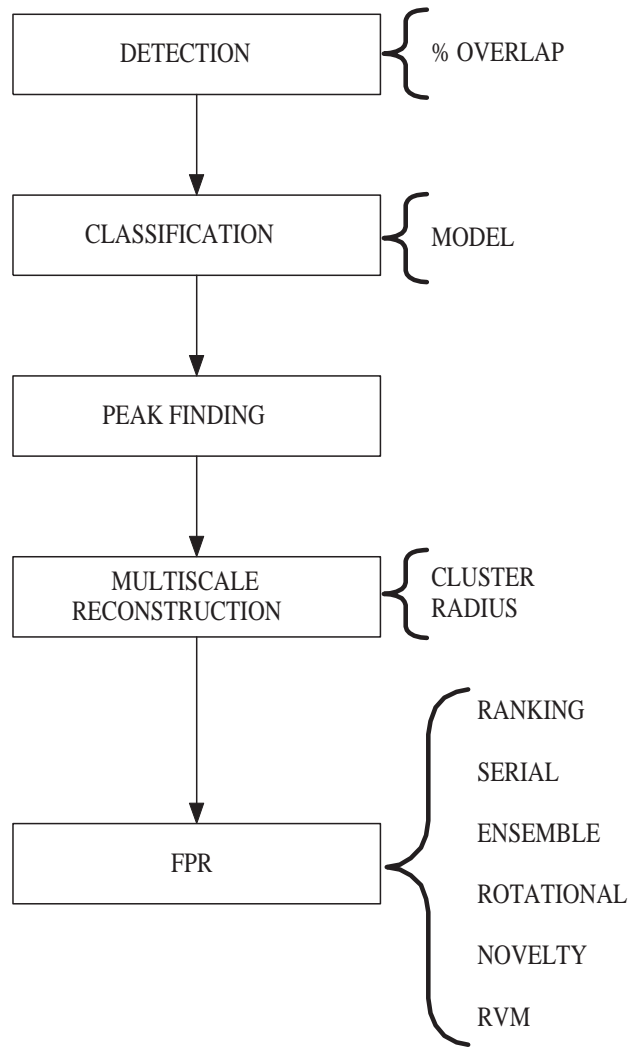 DETECTION
% OVERLAP
CLASSIFICATION
MODEL
PEAK FINDING
MULTISCALE
RECONSTRUCTION
CLUSTER
RADIUS
FPR
RANKING
SERIAL
ENSEMBLE
ROTATIONAL
NOVELTY
RVM